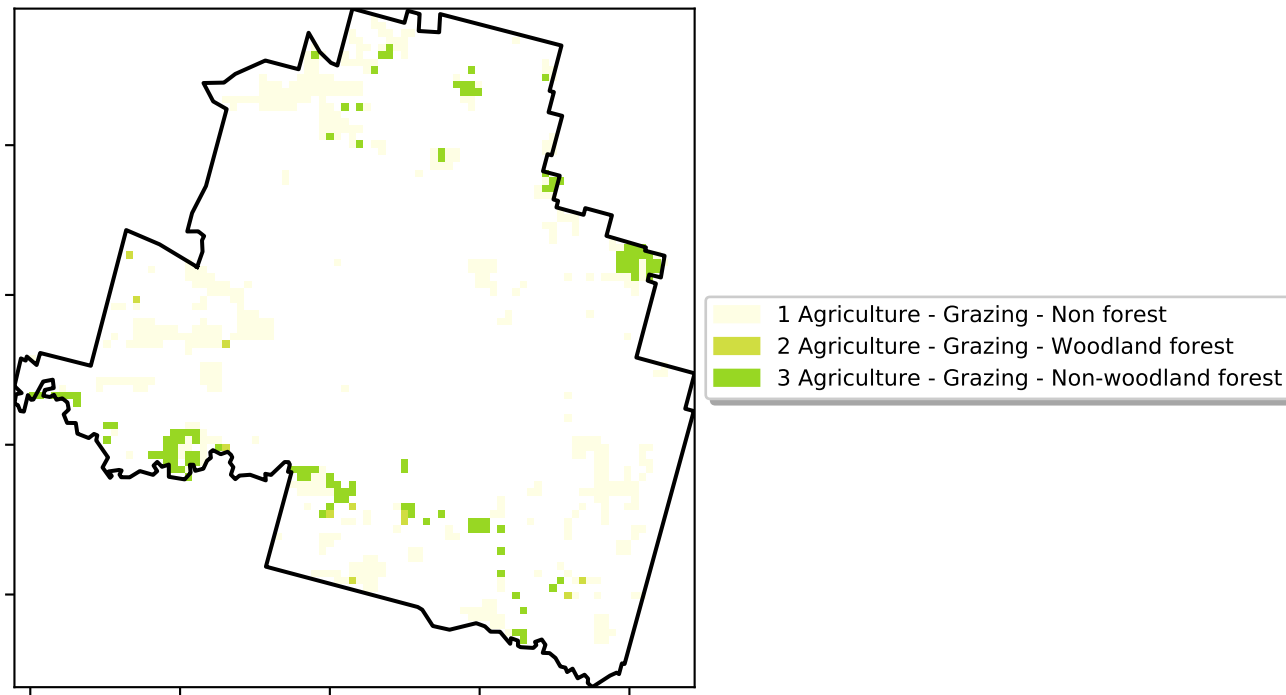 1 Agriculture - Grazing - Non forest
2 Agriculture - Grazing - Woodland forest
3 Agriculture - Grazing - Non-woodland forest